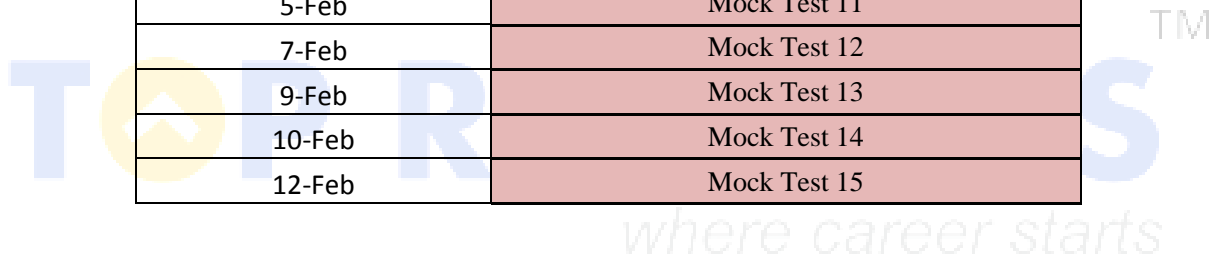 5-Feb Mock Test 11
TM
7-Feb Mock Test 12
9-Feb Mock Test 13
10-Feb Mock Test 14
12-Feb Mock Test 15
TOP R S
where career starts